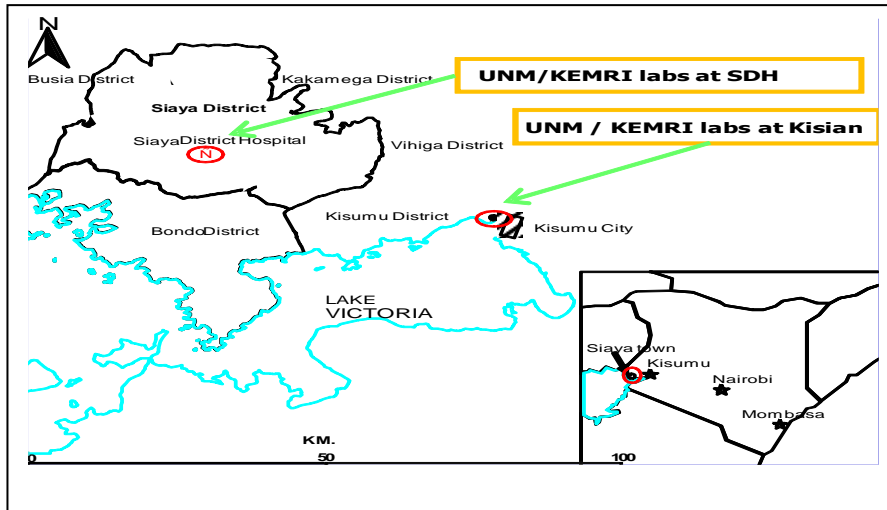 N
Busia District
Kakamega District
UNM/KEMRI labs at SDH
Siaya District
UNM / KEMRI labs at Kisian
SiayaDistrict Hospital
N
Vihiga District
Kisumu District
BondoDistrict
Kisumu City
LAKE
VICTORIA
Siaya town
Kisumu
Nairobi
Mombasa
KM.
0 50 100